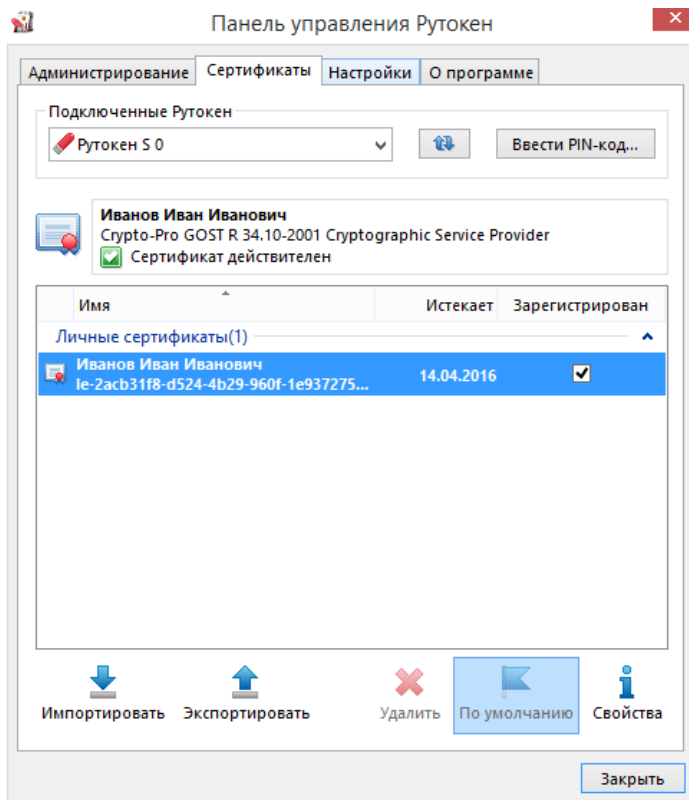 Панель управления Рутокен
Администрирование Сертификаты Настройки О программе
Подключенные Рутокен
Рутокен S 0 Ввести PIN-код...
Иванов Иван Иванович
Crypto-Pro GOST R 34.10-2001 Cryptographic Service Provider
Сертификат действителен
Имя Истекает Зарегистрирован
Личные сертификаты(1)
Иванов Иван Иванович
le-2acb31f8-d524-4b29-960f-1e937275... 14.04.2016
Импортировать Экспортировать Удалить По умолчанию Свойства
Закрыть